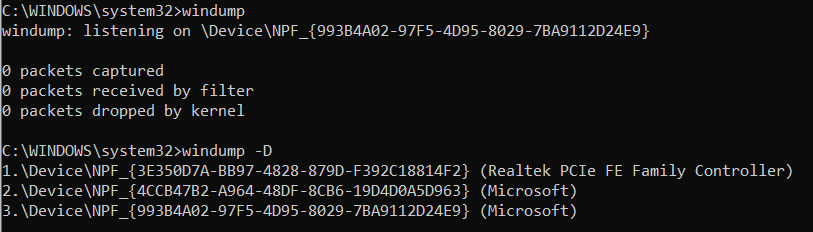 C:\WINDOWS\system32>windump
windump: listening on \Device\NPF_{993B4A02-97F5-4D95-8029-7BA9112D24E9}
0 packets captured
0 packets received by filter
0 packets dropped by kernel
C:\WINDOWS\system32>windump -D
1.\Device\NPF_{3E350D7A-BB97-4828-879D-F392C18814F2} (Realtek PCIe FE Family Controller)
2.\Device\NPF_{4CCB47B2-A964-48DF-8CB6-19D4D0A5D963} (Microsoft)
3.\Device\NPF_{993B4A02-97F5-4D95-8029-7BA9112D24E9} (Microsoft)